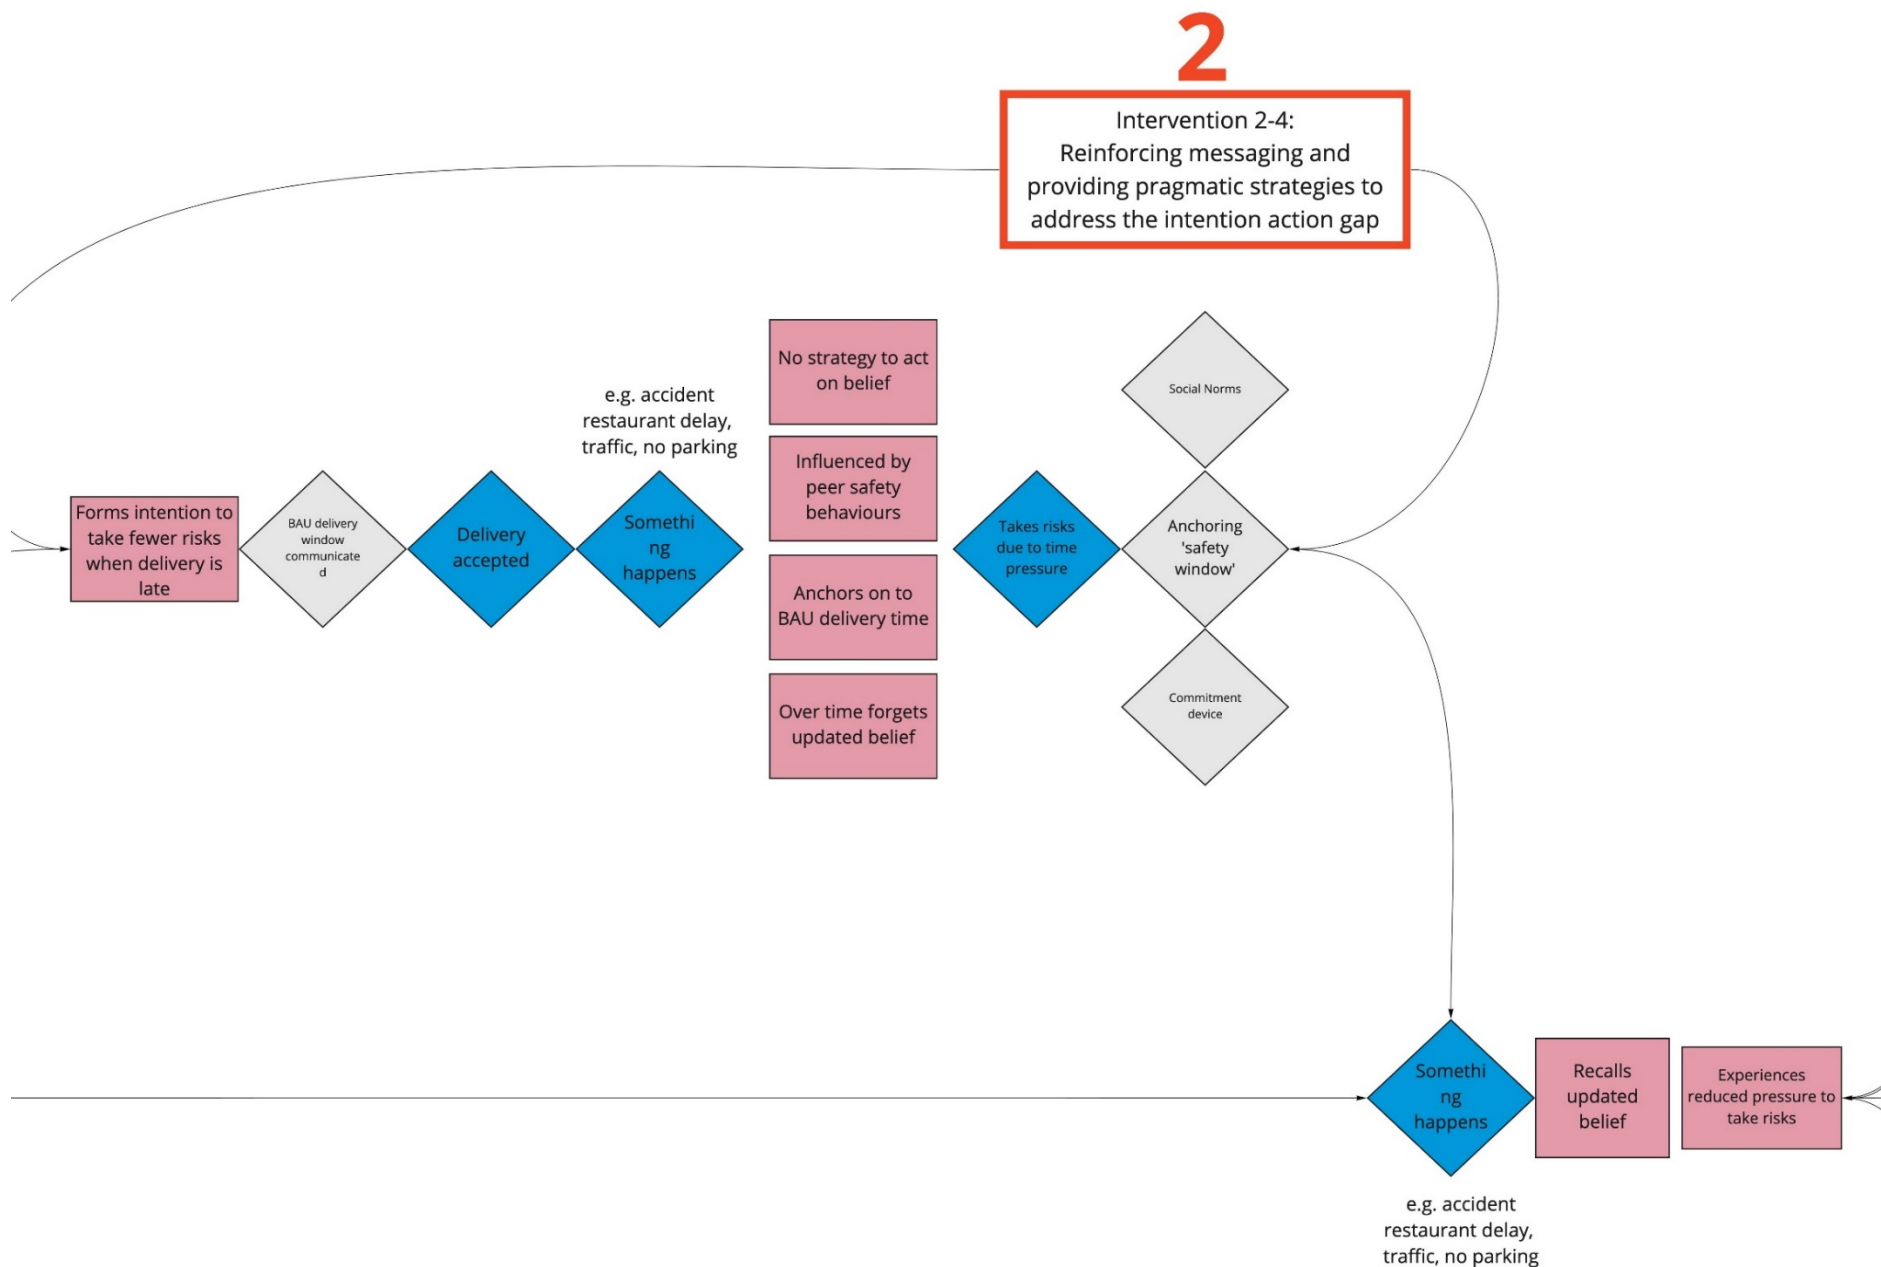 2
Intervention 2-4:
Reinforcing messaging and
providing pragmatic strategies to
address the intention action gap
Forms intention to
take fewer risks
when delivery is
late
BAU delivery
window
communicate
d
Delivery
accepted
e.g. accident
restaurant delay,
traffic, no parking
Somethi
ng
happens
No strategy to act
on belief
Influenced by
peer safety
behaviours
Anchors on to
BAU delivery time
Over time forgets
updated belief
Takes risks
due to time
pressure
Social Norms
Anchoring
'safety
window'
Commitment
device
Somethi
ng
happens
e.g. accident
restaurant delay,
traffic, no parking
Recalls
updated
belief
Experiences
reduced pressure to
take risks